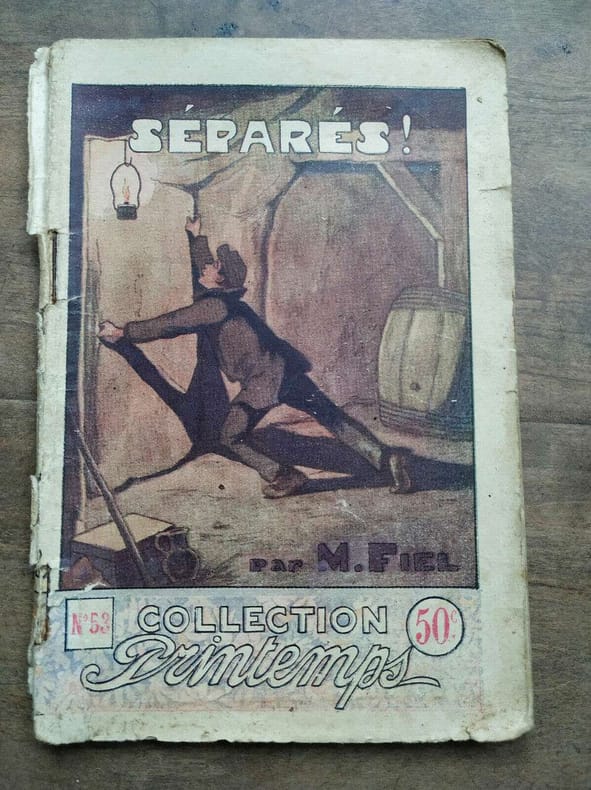 SÉPARÉS!
PAR M. FIEL
N° 53
COLLECTION
Printemps
50c